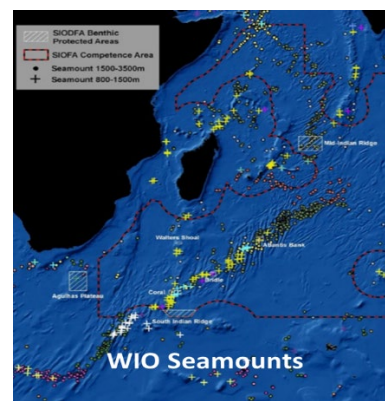 SIODFA Benthic
Protected Areas
SIOFA Competence Area
Seamount 1500-3500m
Seamount 800-1500m
Mid-Indian Ridge
Walters Shoal
Atlantis Bank
Bridle
Coral
Agulhas Plateau
South Indian Ridge
WIO Seamounts